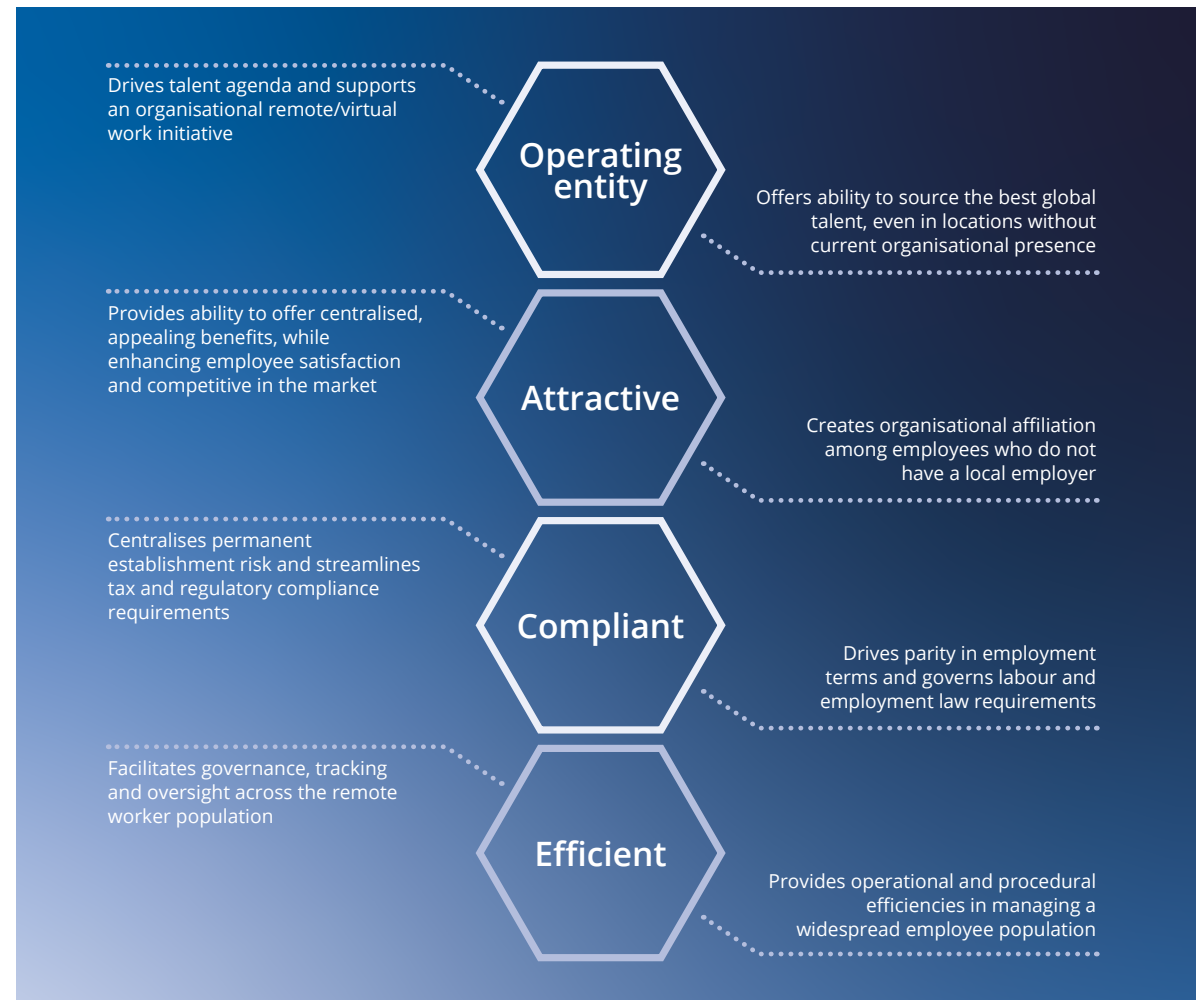 Drives talent agenda and supports
an organisational remote/virtual
work initiative
Operating
entity
Offers ability to source the best global
talent, even in locations without
current organisational presence
Provides ability to offer centralised,
appealing benefits, while
enhancing employee satisfaction
and competitive in the market
Attractive
Creates organisational affiliation
among employees who do not
have a local employer
Centralises permanent
establishment risk and streamlines
tax and regulatory compliance
requirements
Compliant
Drives parity in employment
terms and governs labour and
employment law requirements
Facilitates governance, tracking
and oversight across the remote
worker population
Efficient
Provides operational and procedural
efficiencies in managing a
widespread employee population